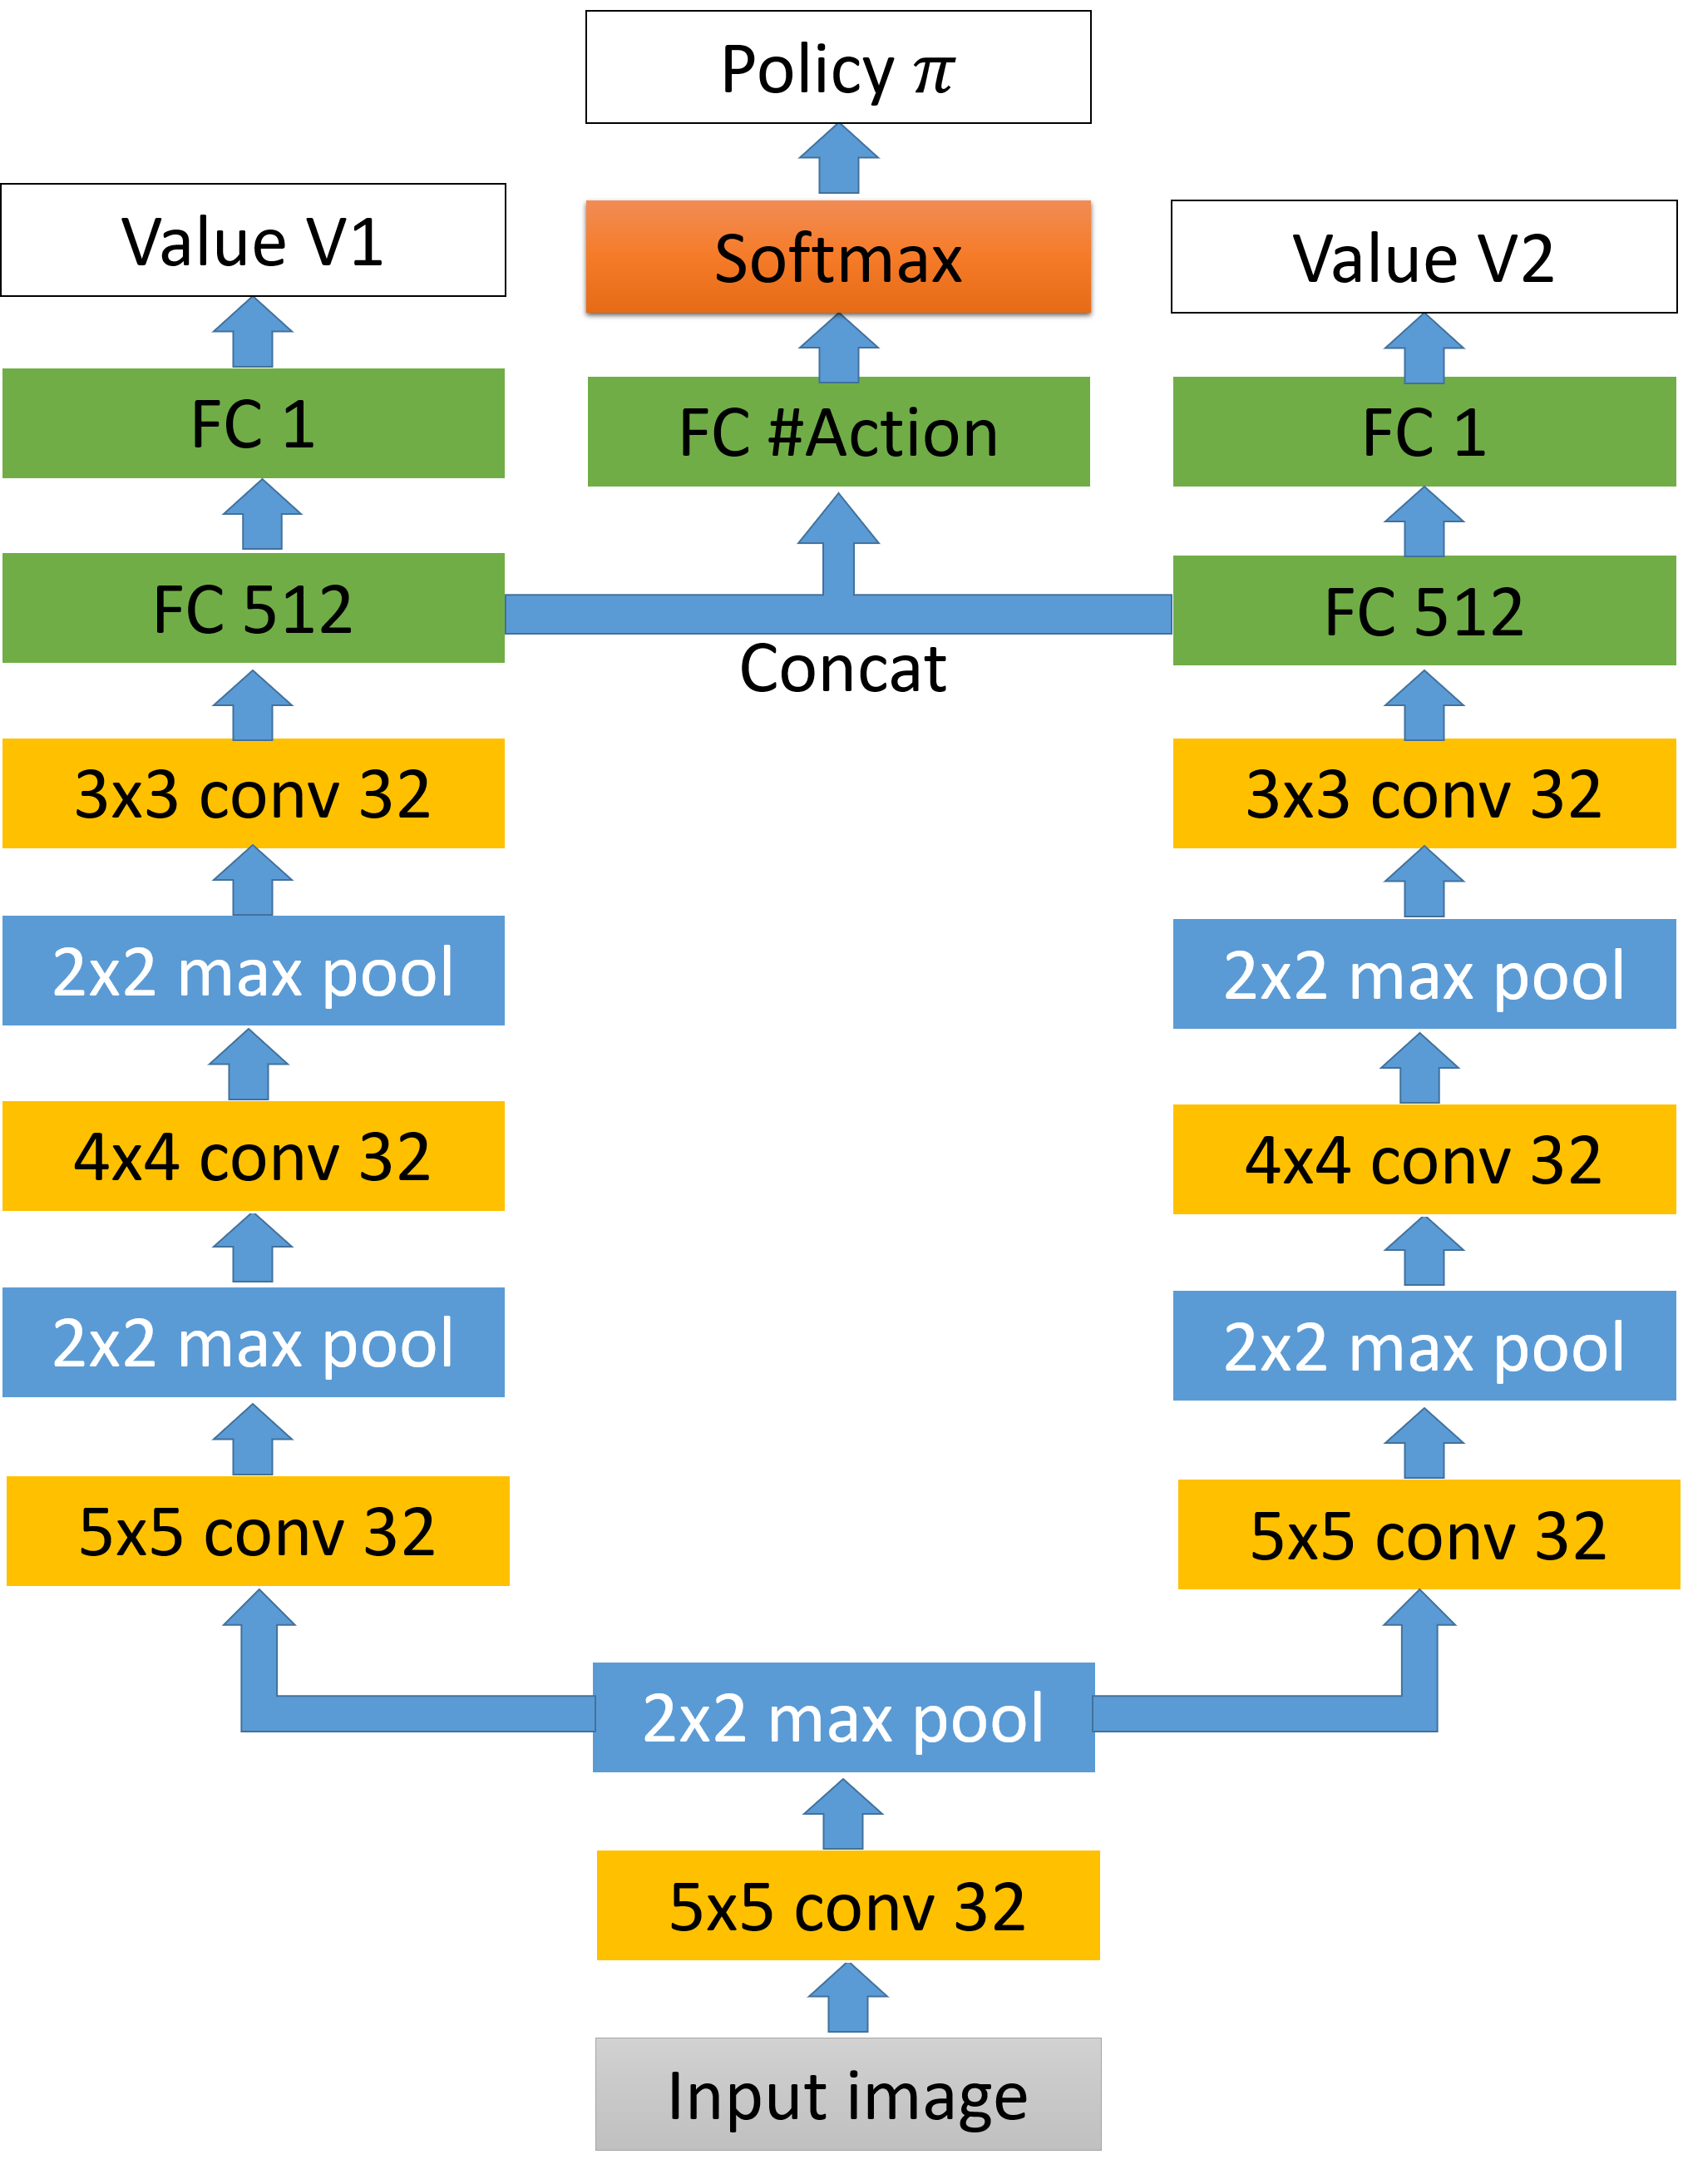 Policy π
Value V1
Softmax
Value V2
FC 1
FC #Action
FC 1
FC 512
FC 512
Concat
3x3 conv 32
3x3 conv 32
2x2 max pool
2x2 max pool
4x4 conv 32
4x4 conv 32
2x2 max pool
2x2 max pool
5x5 conv 32
5x5 conv 32
2x2 max pool
5x5 conv 32
Input image